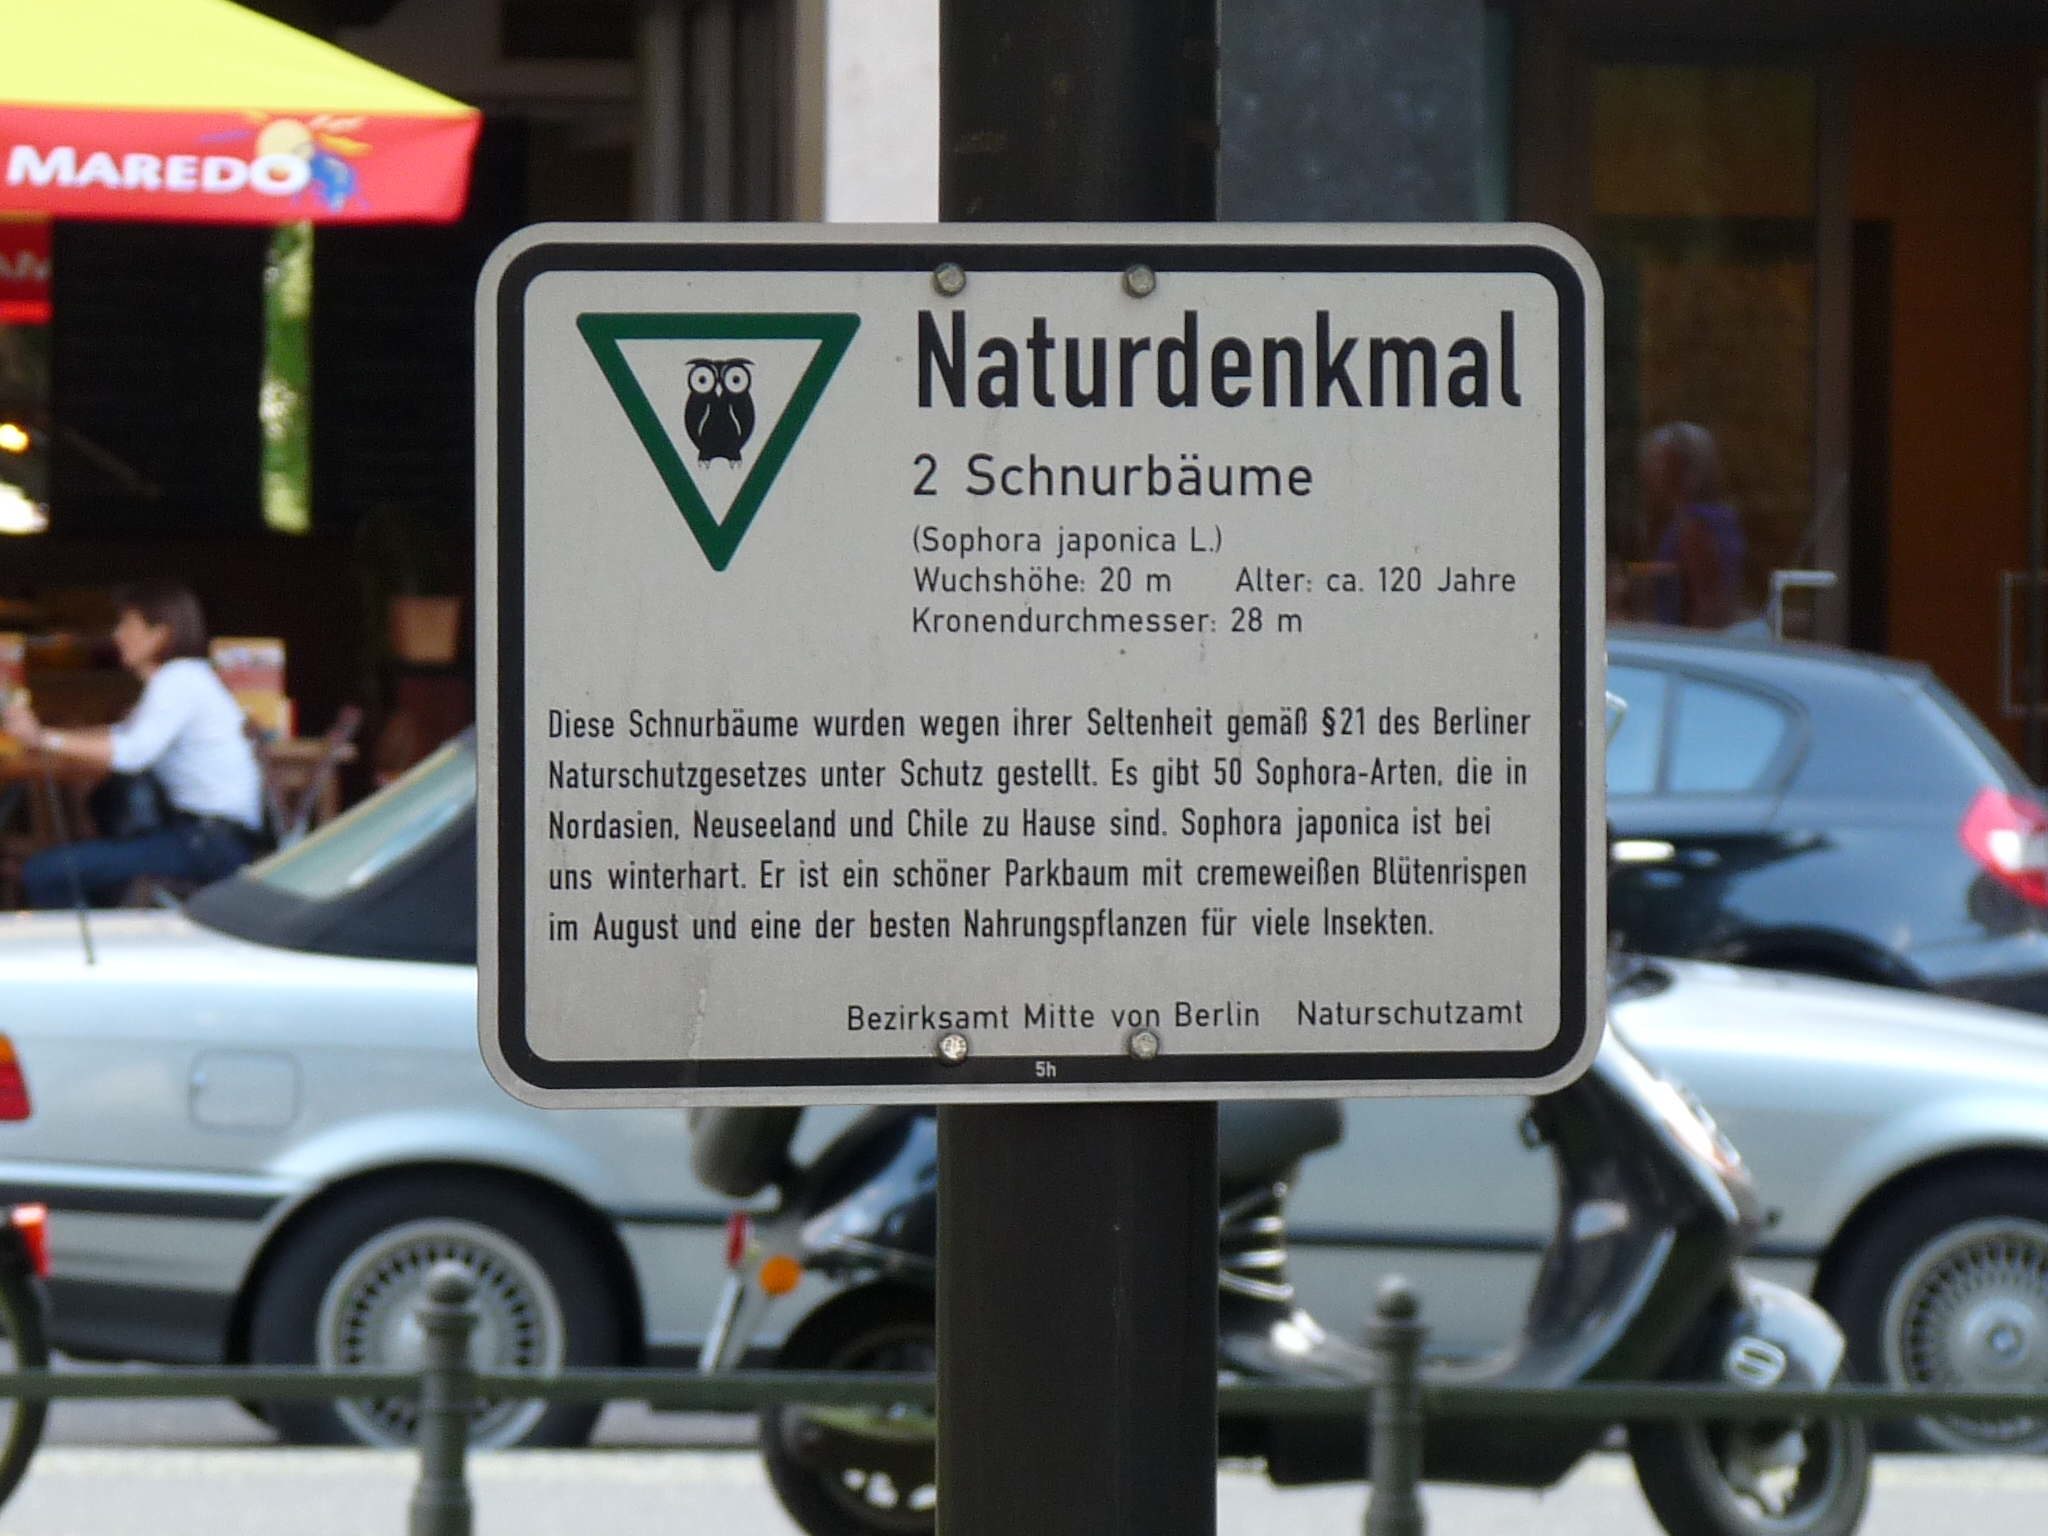 MAREDO
Naturdenkmal
2 Schnurbäume
(Sophora japonica L.)
Wuchshöhe: 20 m Alter: ca. 120 Jahre
Kronendurchmesser: 28 m
Diese Schnurbäume wurden wegen ihrer Seltenheit gemäß §21 des Berliner
Naturschutzgesetzes unter Schutz gestellt. Es gibt 50 Sophora-Arten, die in
Nordasien, Neuseeland und Chile zu Hause sind. Sophora japonica ist bei
uns winterhart. Er ist ein schöner Parkbaum mit cremeweißen Blütenrispen
im August und eine der besten Nahrungspflanzen für viele Insekten.
Bezirksamt Mitte von Berlin Naturschutzamt
5h